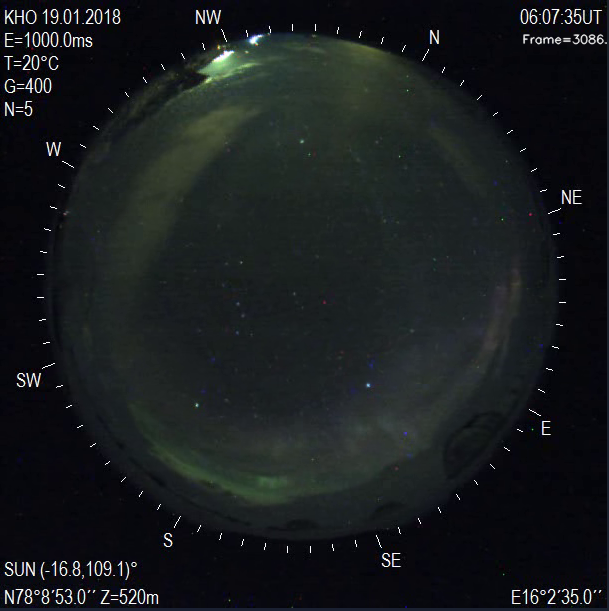 KHO 19.01.2018
E=1000.0ms
T=20°C
G=400
N=5
06:07:35UT
Frame=3086.
NW
N
W
NE
SW
E
S
SE
SUN (-16.8,109.1)°
N78°8´53.0´´ Z=520m
E16°2´35.0´´